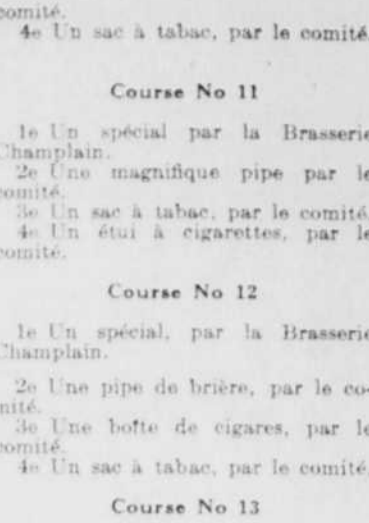 comité.
4e Un sac à tabac, par le comité.
Course No 11
1e Un spécial par la Brasserie
Champlain.
2e Une magnifique pipe par le
comité.
3e Un sac à tabac, par le comité.
4e Un étui à cigarettes, par le
comité.
Course No 12
1e Un spécial, par la Brasserie
Champlain.
2e Une pipe de brière, par le co-
mité.
3e Une boîte de cigares, par le
comité.
4e Un sac à tabac, par le comité.
Course No 13